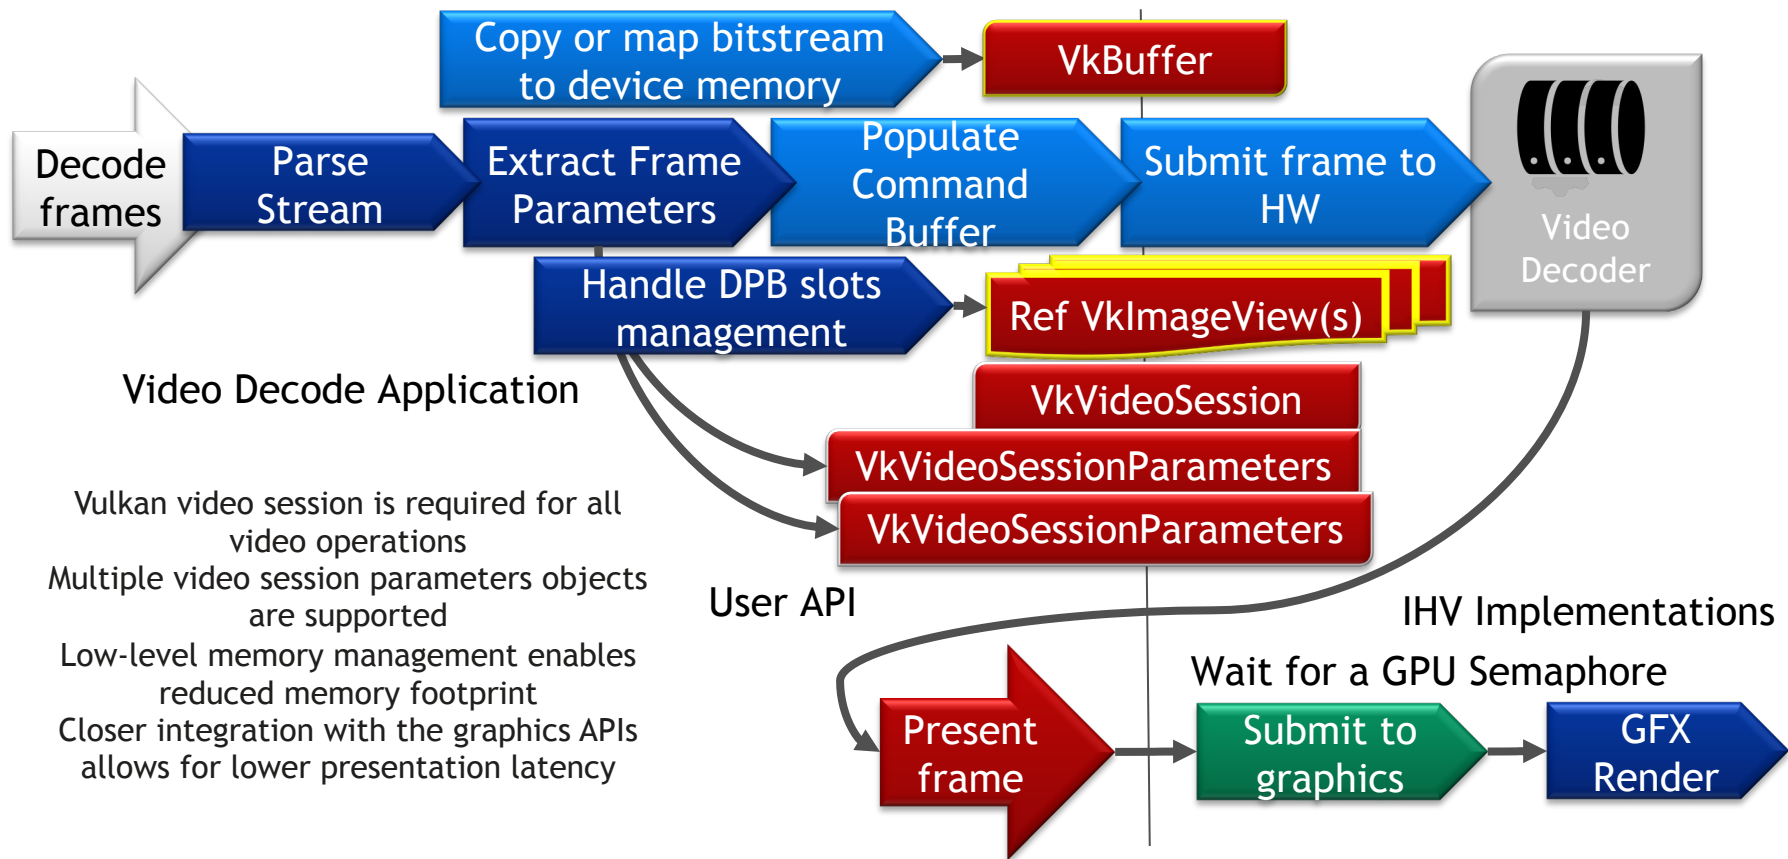 Copy or map bitstream
to device memory
VkBuffer
Decode
frames
Parse
Stream
Extract Frame
Parameters
Populate
Command
Buffer
Submit frame to
HW
Video
Decoder
Handle DPB slots
management
Ref VkImageView(s)
Video Decode Application
VkVideoSession
VkVideoSessionParameters
VkVideoSessionParameters
Vulkan video session is required for all
video operations
Multiple video session parameters objects
are supported
Low-level memory management enables
reduced memory footprint
Closer integration with the graphics APIs
allows for lower presentation latency
User API
IHV Implementations
Wait for a GPU Semaphore
Present
frame
Submit to
graphics
GFX
Render